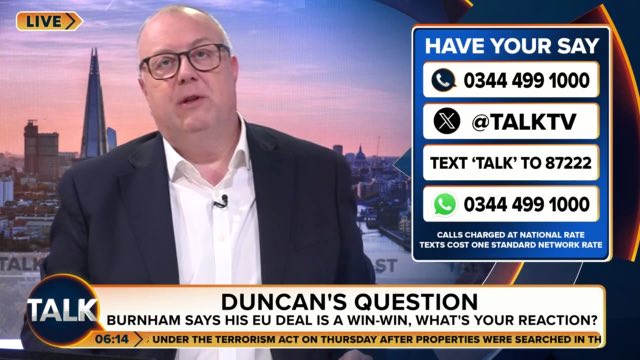 LIVE
HAVE YOUR SAY
0344 499 1000
@TALKTV
TEXT 'TALK' TO 87222
0344 499 1000
CALLS CHARGED AT NATIONAL RATE
TEXTS COST ONE STANDARD NETWORK RATE
TALK
DUNCAN'S QUESTION
BURNHAM SAYS HIS EU DEAL IS A WIN-WIN, WHAT'S YOUR REACTION?
06:14
UNDER THE TERRORISM ACT ON THURSDAY AFTER PROPERTIES WERE SEARCHED IN TH